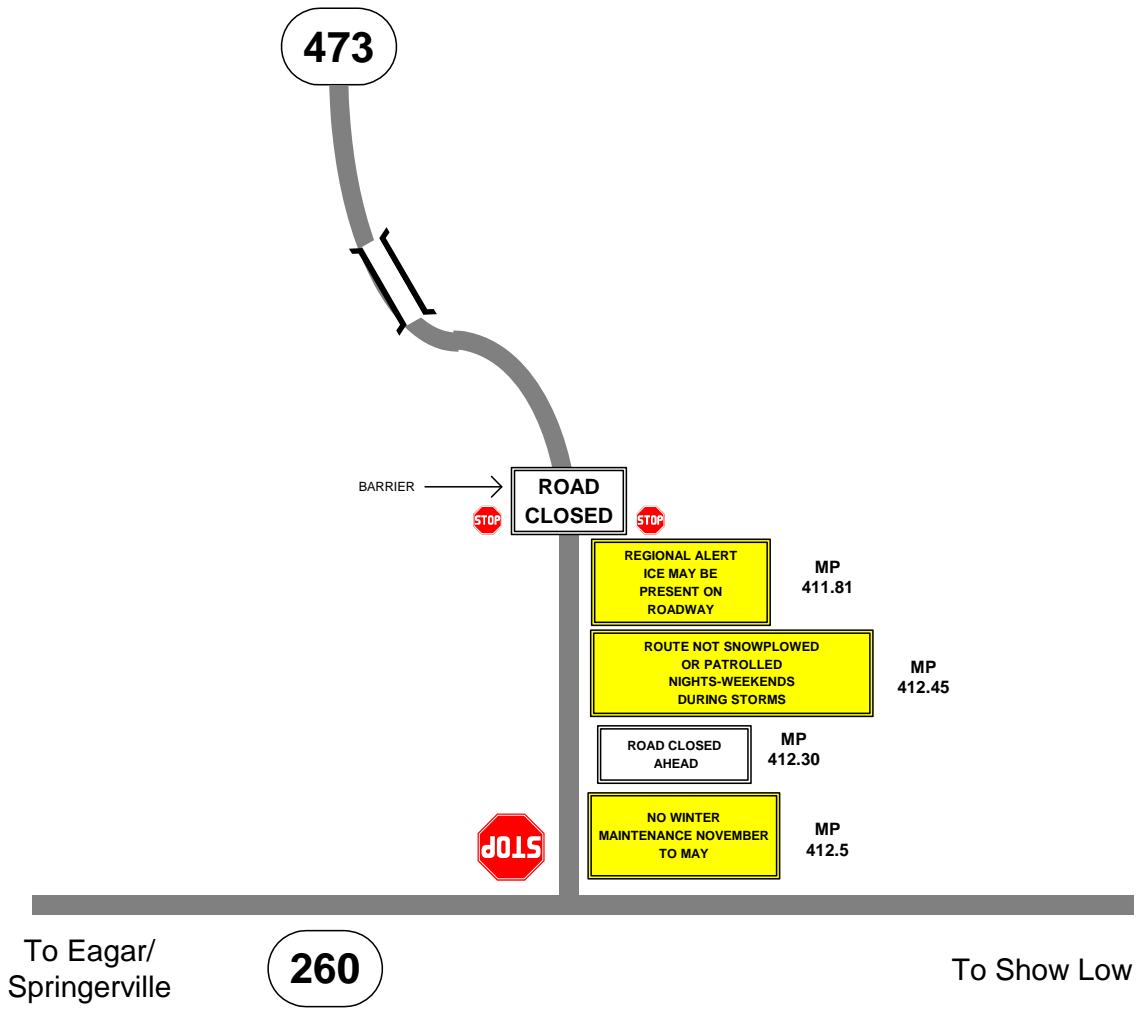 473
BARRIER
ROAD
CLOSED
STOP
STOP
REGIONAL ALERT
ICE MAY BE
PRESENT ON
ROADWAY
MP
411.81
ROUTE NOT SNOWPLOWED
OR PATROLLED
NIGHTS-WEEKENDS
DURING STORMS
MP
412.45
ROAD CLOSED
AHEAD
MP
412.30
NO WINTER
MAINTENANCE NOVEMBER
TO MAY
MP
412.5
STOP
To Eagar/
Springerville
260
To Show Low